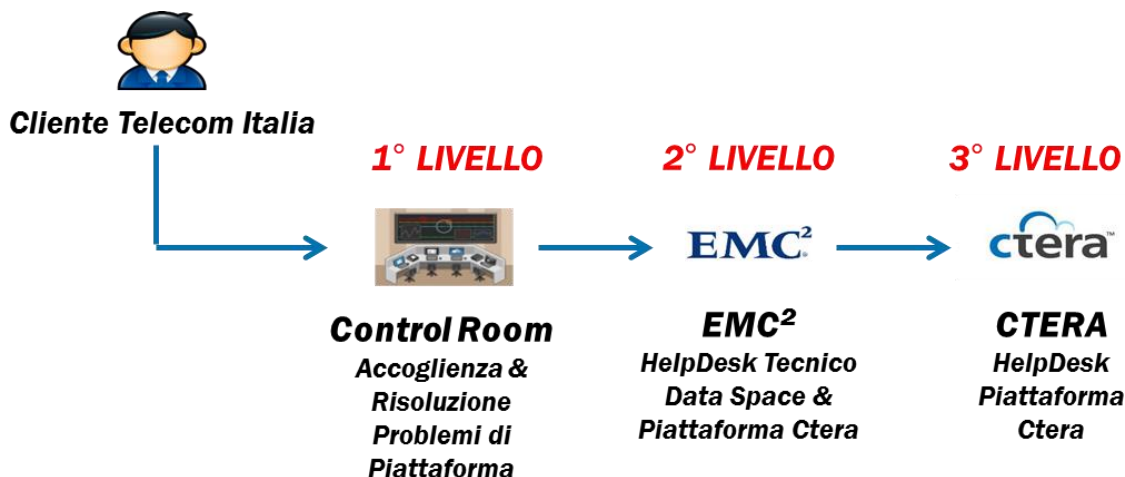 Cliente Telecom Italia
1° LIVELLO
2° LIVELLO
3° LIVELLO
EMC²
ctera™
Control Room
Accoglienza &
Risoluzione
Problemi di
Piattaforma
EMC²
HelpDesk Tecnico
Data Space &
Piattaforma Ctera
CTERA
HelpDesk
Piattaforma
Ctera